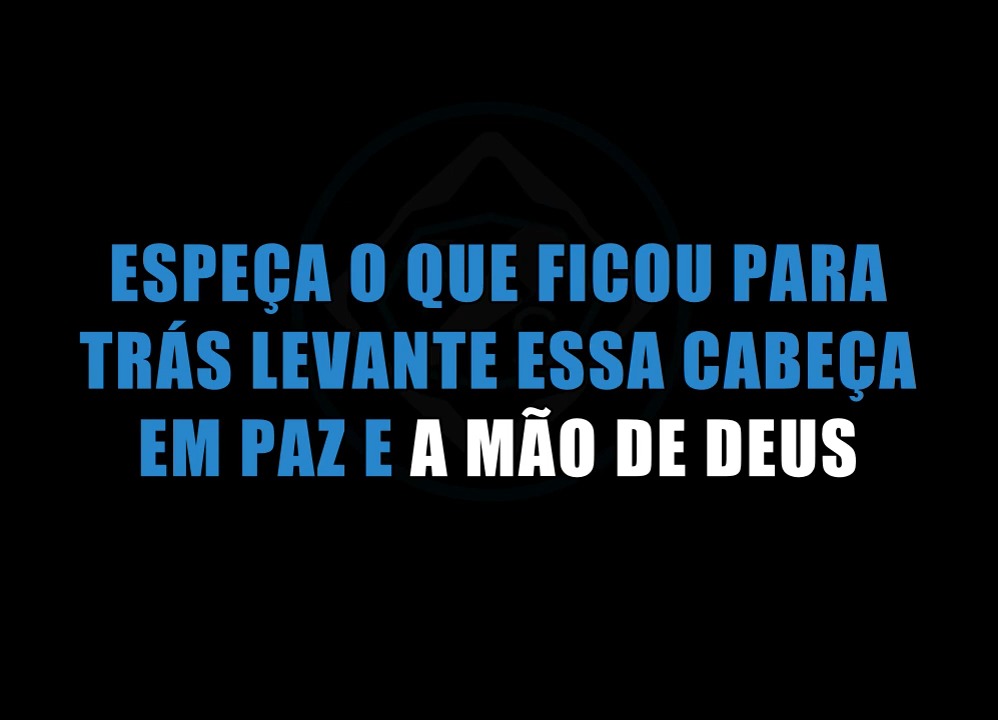 ESPEÇA O QUE FICOU PARA
TRÁS LEVANTE ESSA CABEÇA
EM PAZ E A MÃO DE DEUS